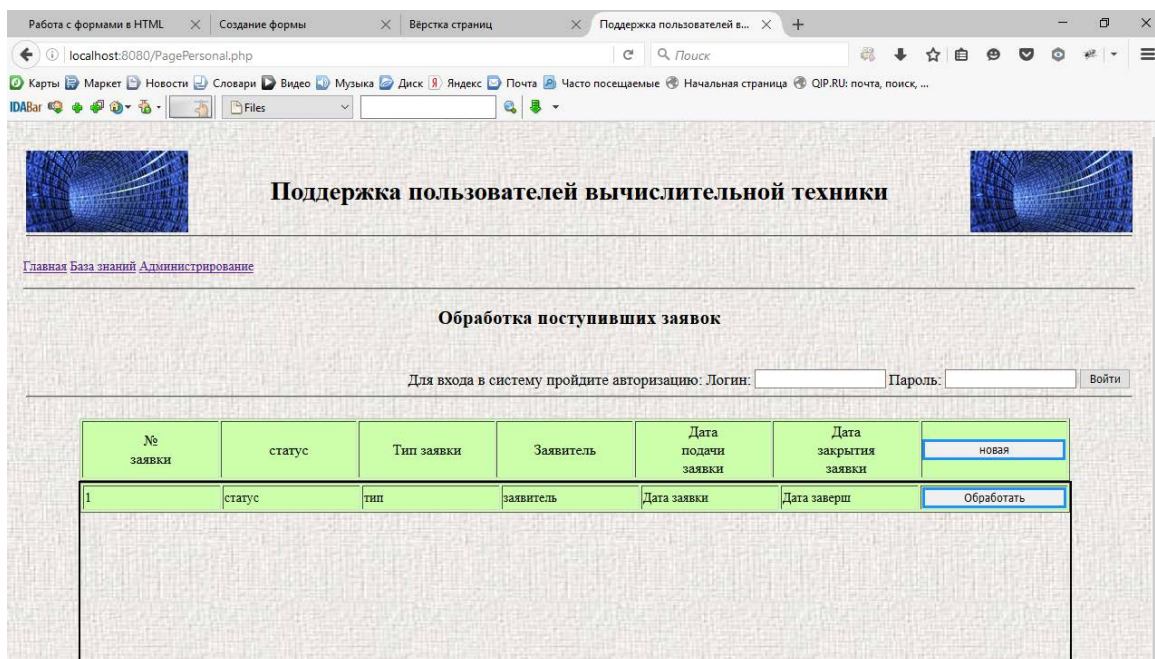 Работа с формами в HTML Создание формы Вёрстка страниц Поддержка пользователей в...
localhost:8080/PagePersonal.php Поиск
Карты Маркет Новости Словари Видео Музыка Диск Яндекс Почта Часто посещаемые Начальная страница QIP.RU: почта, поиск, ...
IDABar Files
Поддержка пользователей вычислительной техники
Главная База знаний Администрирование
Обработка поступивших заявок
Для входа в систему пройдите авторизацию: Логин: Пароль: Войти
№ заявки статус Тип заявки Заявитель Дата подачи заявки Дата закрытия заявки новая
1 статус тип заявитель Дата заявки Дата заверш Обработать